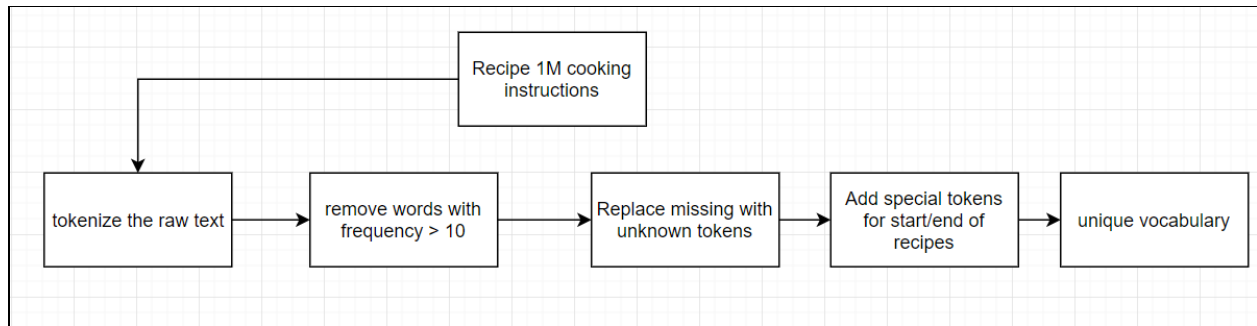 Recipe 1M cooking
instructions
tokenize the raw text
remove words with
frequency > 10
Replace missing with
unknown tokens
Add special tokens
for start/end of
recipes
unique vocabulary